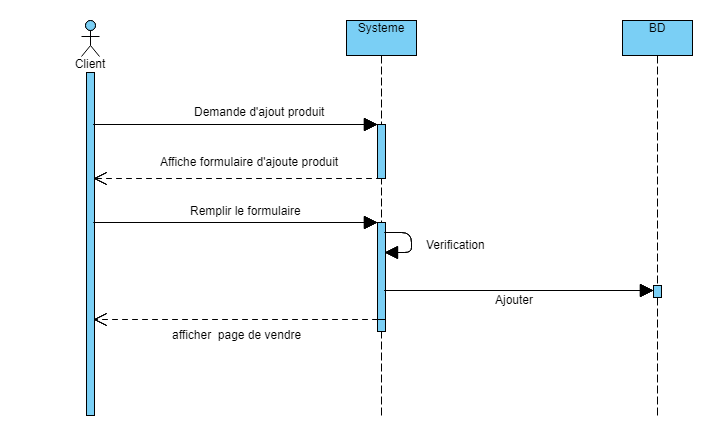 Systeme
BD
Client
Demande d'ajout produit
Affiche formulaire d'ajoute produit
Remplir le formulaire
Verification
Ajouter
afficher page de vendre